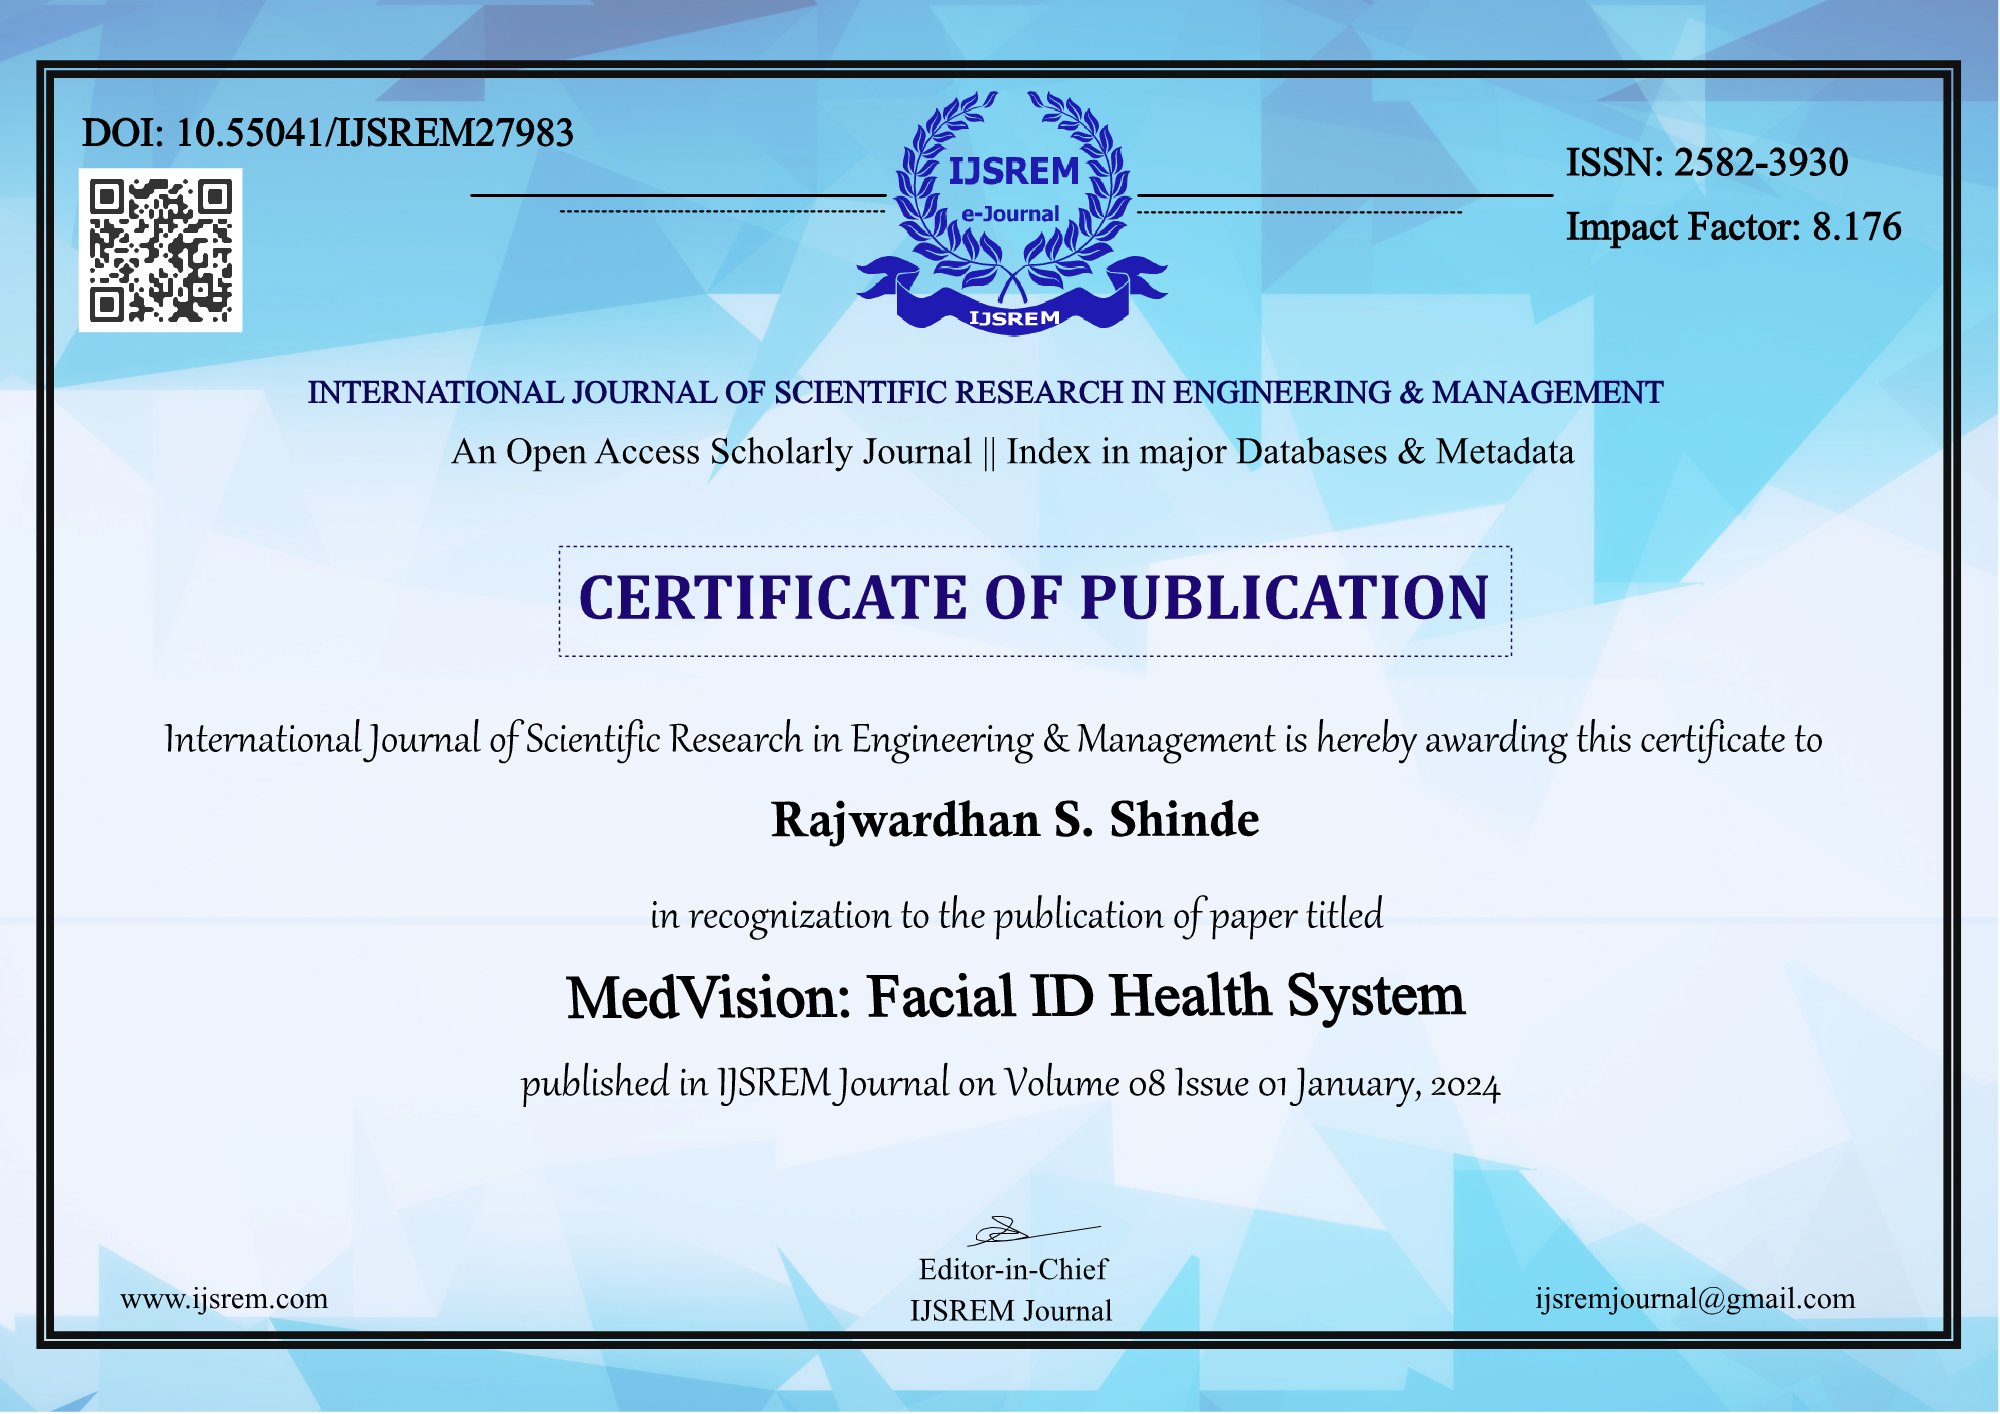 DOI: 10.55041/IJSREM27983
IJSREM
e-Journal
IJSREM
ISSN: 2582-3930
Impact Factor: 8.176
INTERNATIONAL JOURNAL OF SCIENTIFIC RESEARCH IN ENGINEERING & MANAGEMENT
An Open Access Scholarly Journal || Index in major Databases & Metadata
CERTIFICATE OF PUBLICATION
International Journal of Scientific Research in Engineering & Management is hereby awarding this certificate to
Rajwardhan S. Shinde
in recognization to the publication of paper titled
MedVision: Facial ID Health System
published in IJSREM Journal on Volume 08 Issue 01 January, 2024
Editor-in-Chief
IJSREM Journal
www.ijsrem.com
ijsremjournal@gmail.com